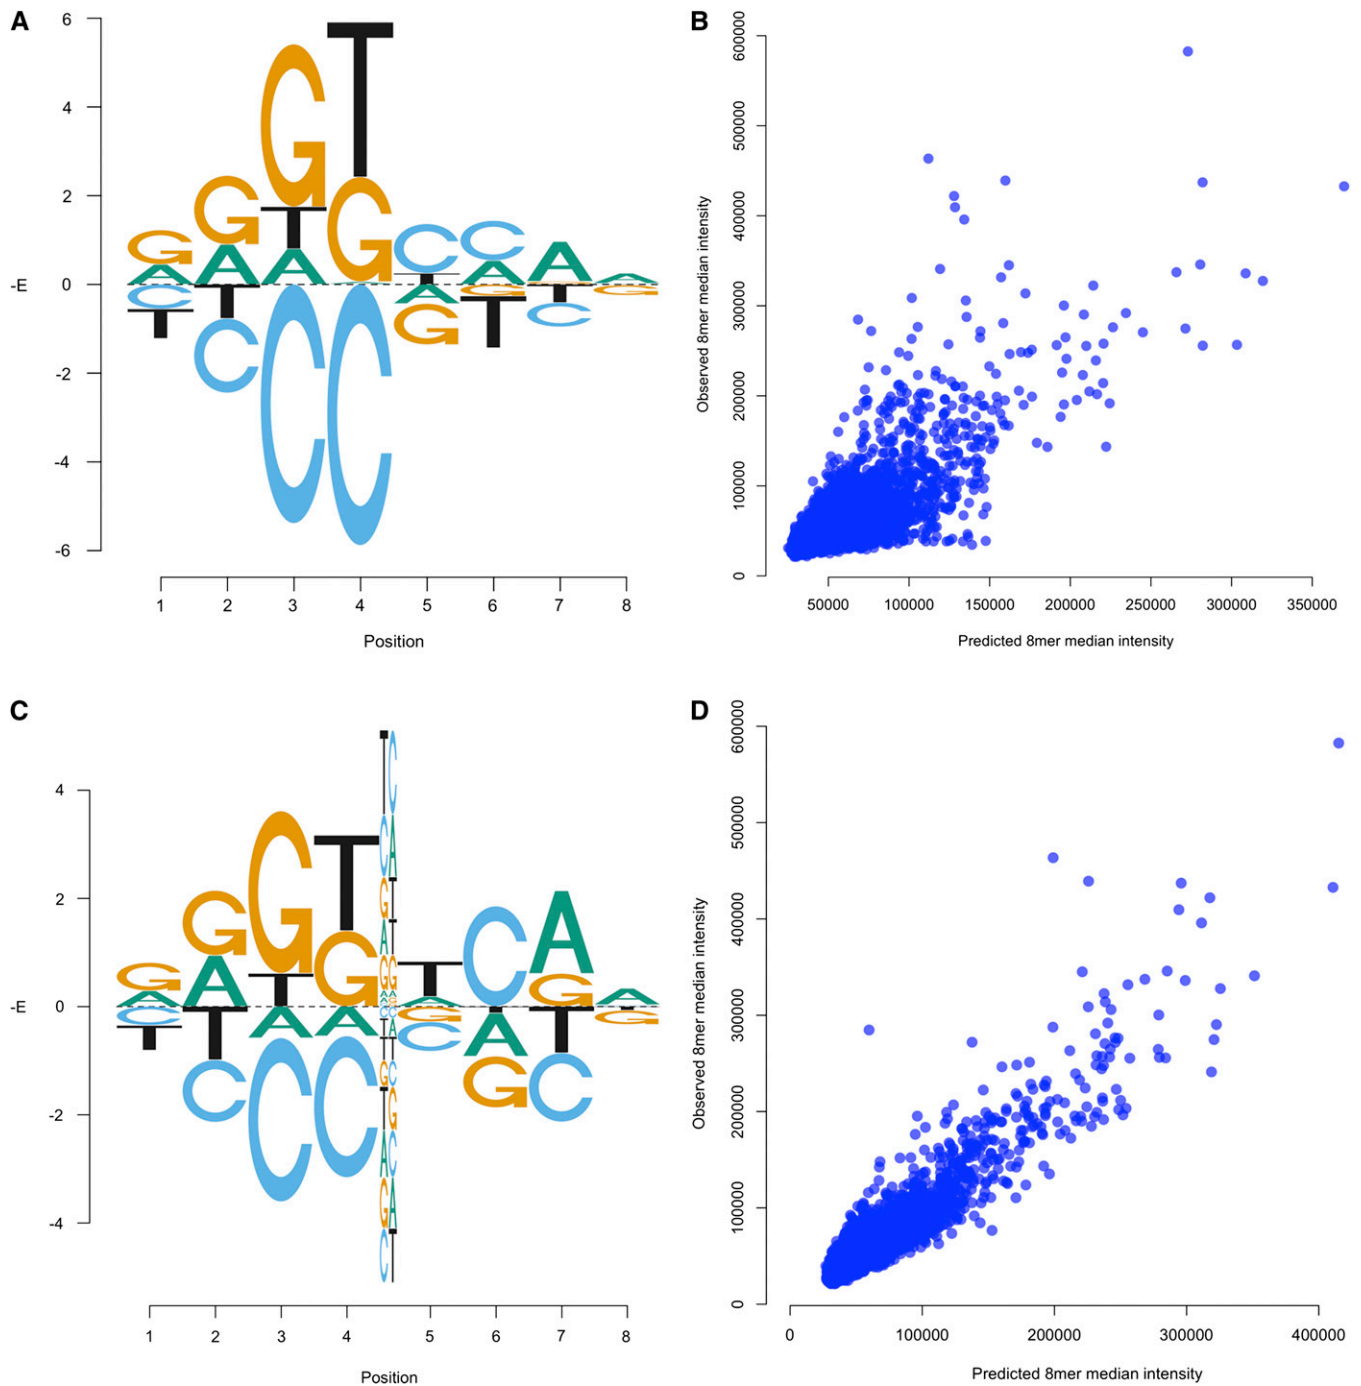 A
6
4
2
0
-2
-4
-6
-E
G T
G G
T G C C
G A A A A A
C T T G T G
T C A T C
C C G
1 2 3 4 5 6 7 8
Position
B
600000
500000
400000
300000
200000
100000
0
Observed 8mer median intensity
50000 100000 150000 200000 250000 300000 350000
Predicted 8mer median intensity
C
4
2
0
-2
-4
-E
T C
C A
G T
A T
G T
G G C A
G A T G T G
A A A
C T A A G T T T
T C C A G
C C G C
1 2 3 4 5 6 7 8
Position
D
600000
500000
400000
300000
200000
100000
0
Observed 8mer median intensity
0 100000 200000 300000 400000
Predicted 8mer median intensity